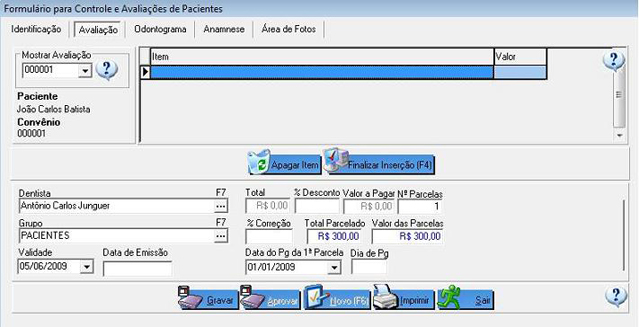 Formulário para Controle e Avaliações de Pacientes
Identificação Avaliação Odontograma Anamnese Área de Fotos
Mostrar Avaliação
000001
Paciente
João Carlos Batista
Convênio
000001
Item Valor
Apagar Item Finalizar Inserção (F4)
Dentista F7 Total % Desconto Valor a Pagar Nº Parcelas
Antônio Carlos Junguer ... R$ 0,00 R$ 0,00 1
Grupo F7 % Correção Total Parcelado Valor das Parcelas
PACIENTES ... R$ 300,00 R$ 300,00
Validade Data de Emissão Data do Pg da 1ª Parcela Dia de Pg
05/06/2009 01/01/2009
Gravar Aprovar Novo (F6) Imprimir Sair